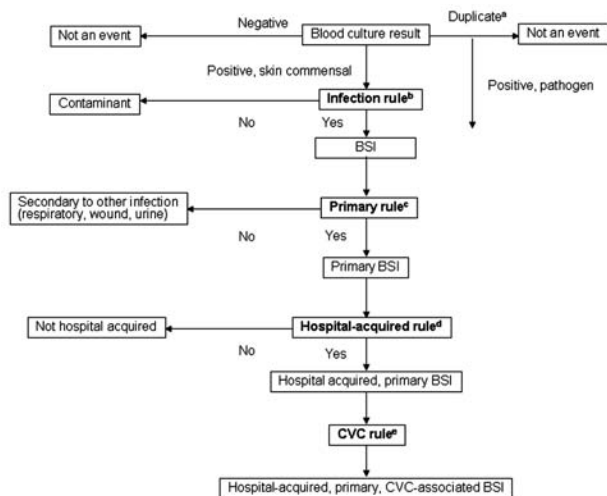 Duplicateᵃ
Negative
Not an event
Blood culture result
Not an event
Positive, skin commensal
Positive, pathogen
Contaminant
Infection ruleᵇ
No
Yes
BSI
Secondary to other infection
(respiratory, wound, urine)
Primary ruleᶜ
No
Yes
Primary BSI
Not hospital acquired
Hospital-acquired ruleᵈ
No
Yes
Hospital acquired, primary BSI
CVC ruleᵉ
Hospital-acquired, primary, CVC-associated BSI